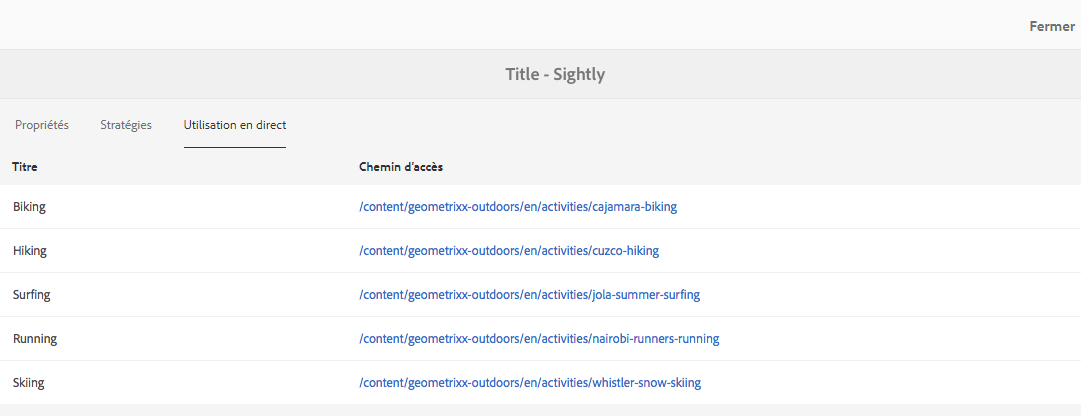 Fermer
Title - Sightly
Propriétés Stratégies Utilisation en direct
Titre Chemin d'accès
Biking /content/geometrixx-outdoors/en/activities/cajamara-biking
Hiking /content/geometrixx-outdoors/en/activities/cuzco-hiking
Surfing /content/geometrixx-outdoors/en/activities/jola-summer-surfing
Running /content/geometrixx-outdoors/en/activities/nairobi-runners-running
Skiing /content/geometrixx-outdoors/en/activities/whistler-snow-skiing